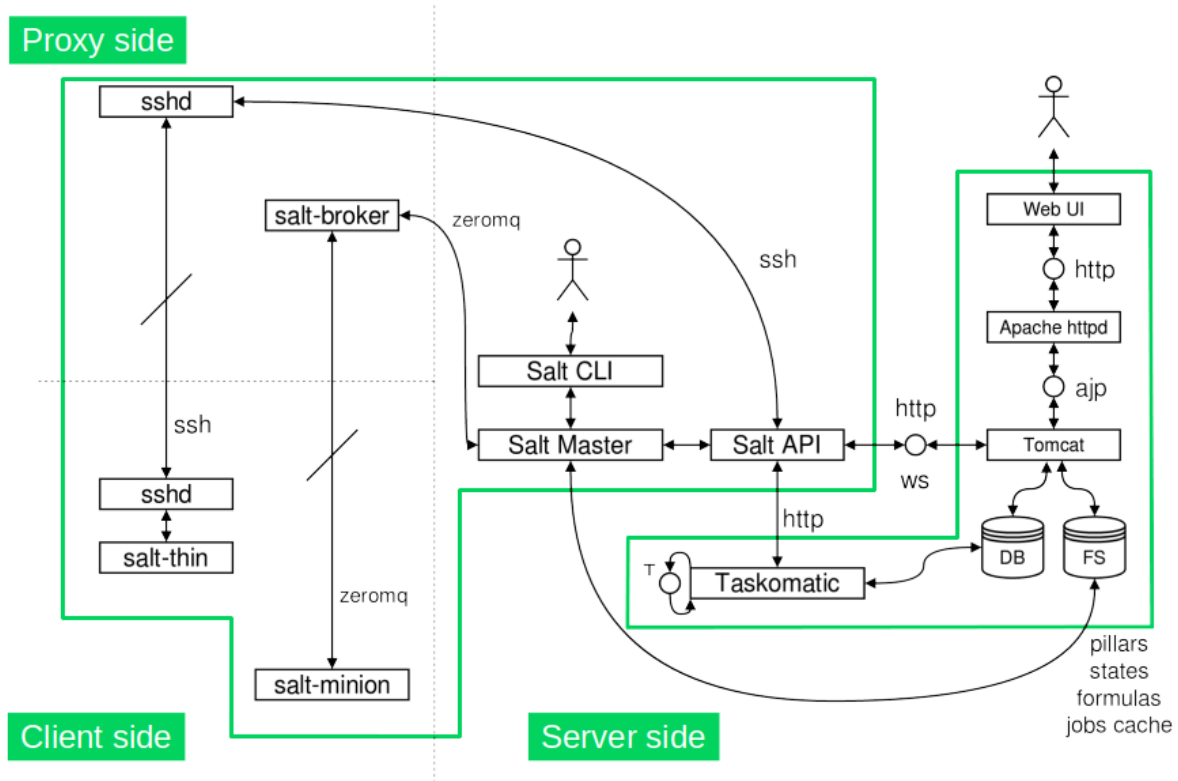 Proxy side
sshd
salt-broker
zeromq
ssh
Web UI
http
Apache httpd
ajp
Salt CLI
Salt Master
Salt API
http
ws
Tomcat
ssh
sshd
salt-thin
http
DB
FS
T
Taskomatic
zeromq
salt-minion
pillars
states
formulas
jobs cache
Client side
Server side